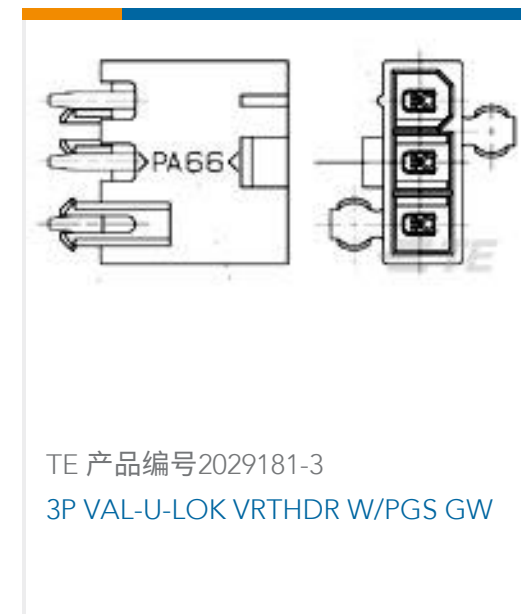 >PA66<
TE
TE 产品编号2029181-3
3P VAL-U-LOK VRTHDR W/PGS GW